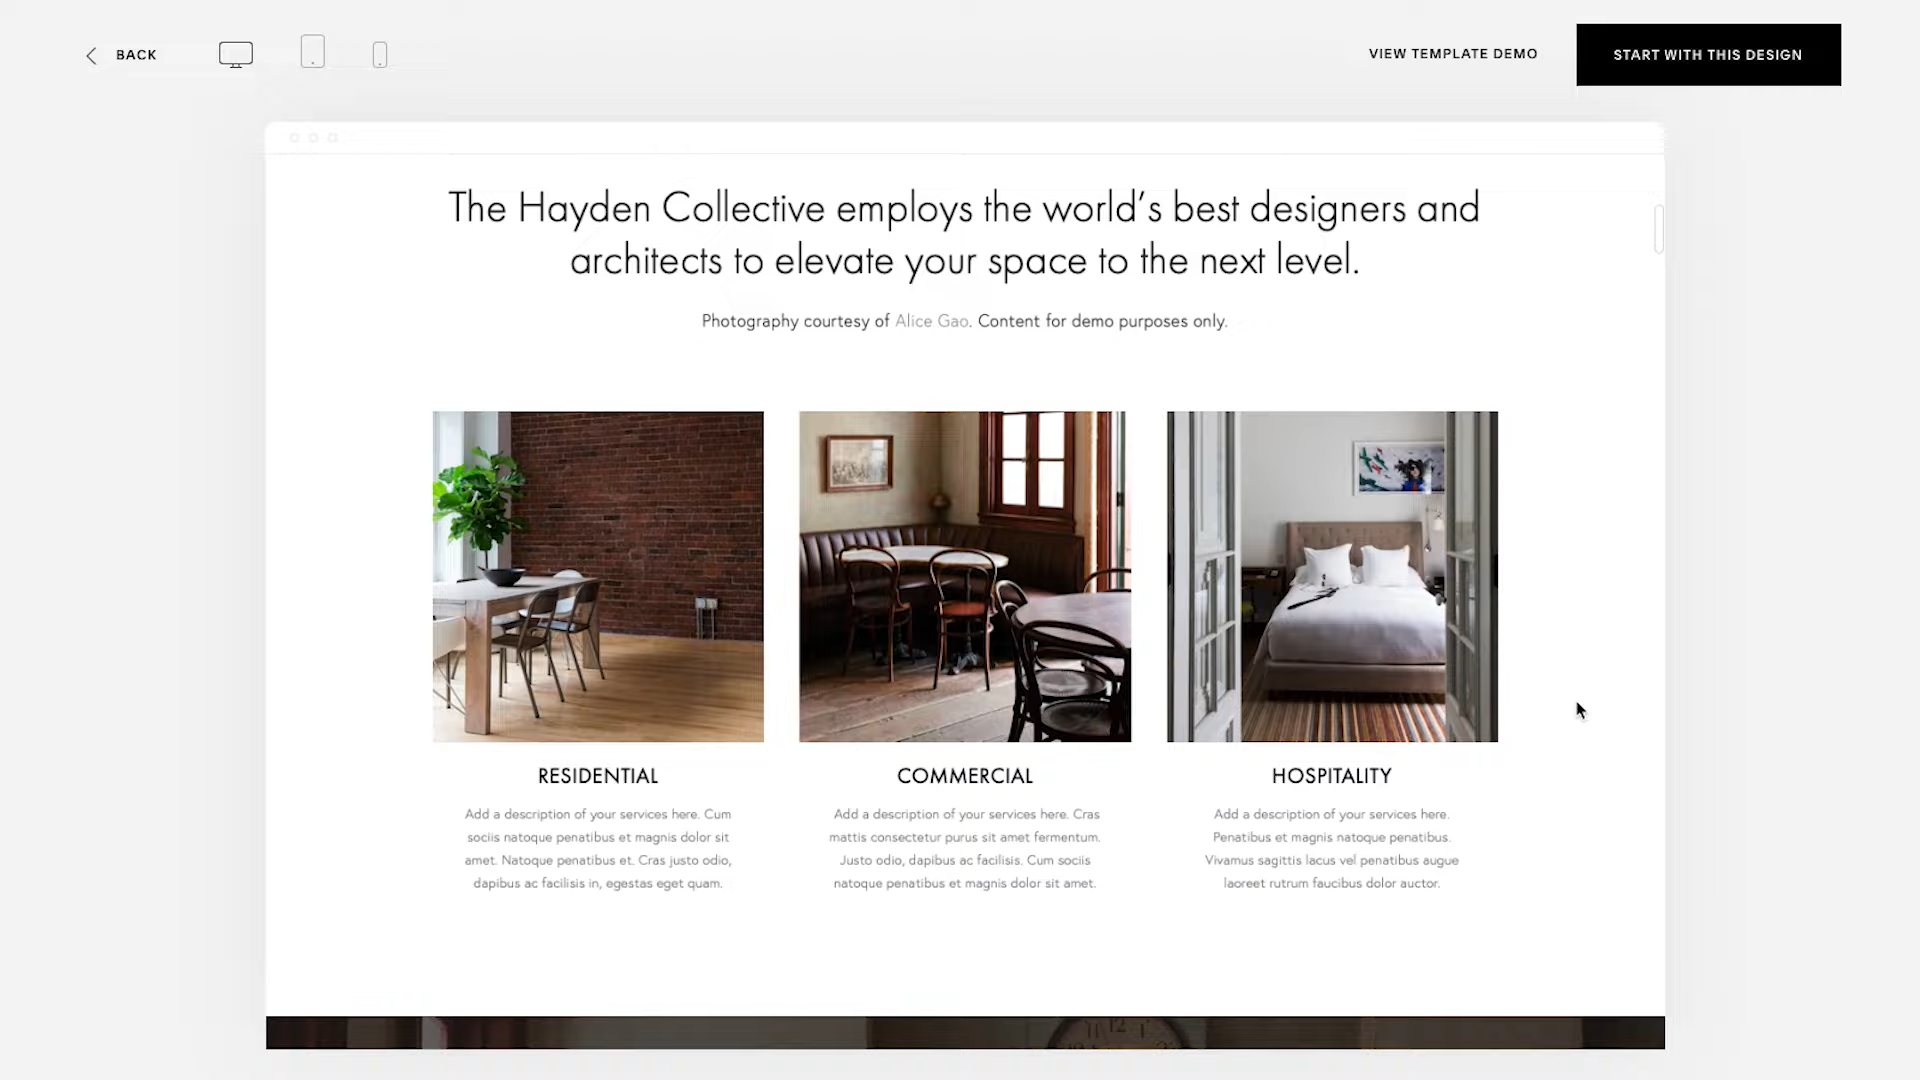 BACK
VIEW TEMPLATE DEMO
START WITH THIS DESIGN
The Hayden Collective employs the world’s best designers and
architects to elevate your space to the next level.
Photography courtesy of Alice Gao. Content for demo purposes only.
RESIDENTIAL
Add a description of your services here. Cum
sociis natoque penatibus et magnis dolor sit
amet. Natoque penatibus et. Cras justo odio,
dapibus ac facilisis in, egestas eget quam.
COMMERCIAL
Add a description of your services here. Cras
mattis consectetur purus sit amet fermentum.
Justo odio, dapibus ac facilisis. Cum sociis
natoque penatibus et magnis dolor sit amet.
HOSPITALITY
Add a description of your services here.
Penatibus et magnis natoque penatibus.
Vivamus sagittis lacus vel penatibus augue
laoreet rutrum faucibus dolor auctor.